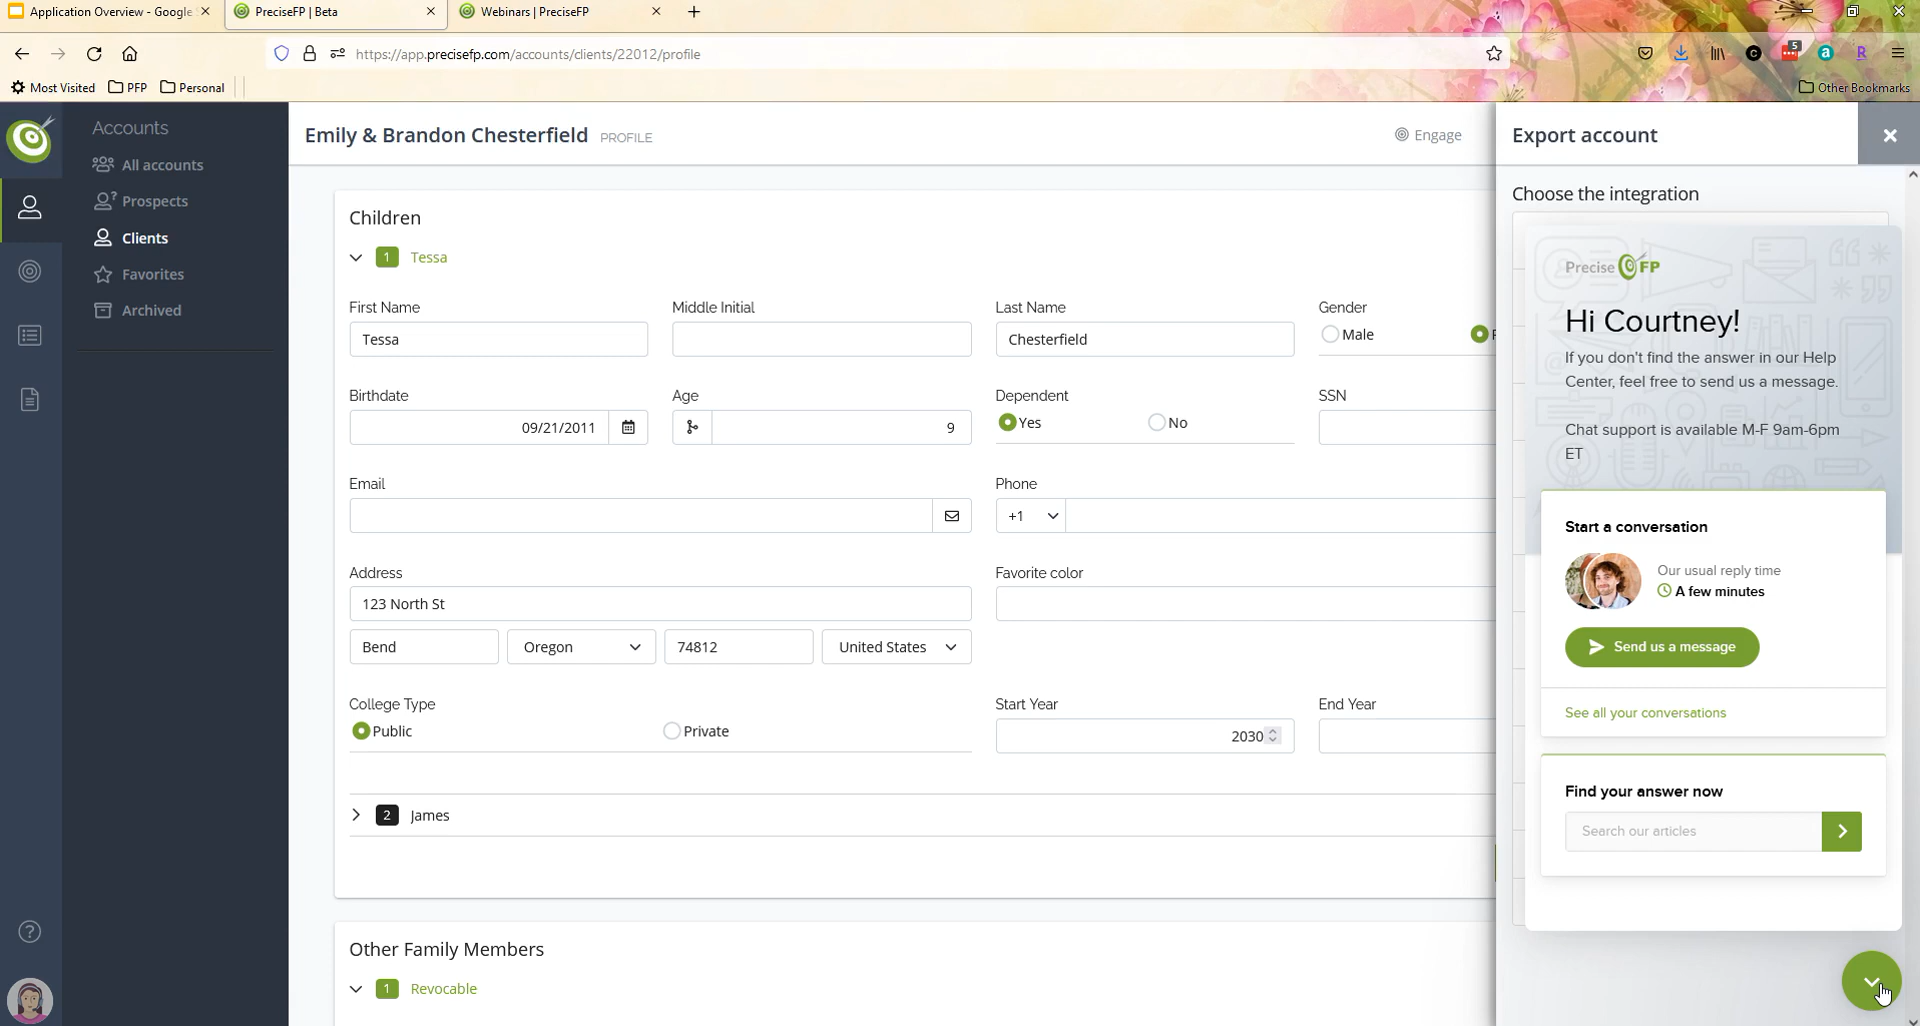 Application Overview - Google
PreciseFP | Beta
Webinars | PreciseFP
https://app.precisefp.com/accounts/clients/22012/profile
5
Most Visited
PFP
Personal
Other Bookmarks
Accounts
All accounts
Prospects
Clients
Favorites
Archived
Emily & Brandon Chesterfield PROFILE
Engage
Children
1 Tessa
First Name
Middle Initial
Last Name
Gender
Tessa
Chesterfield
Male
Birthdate
Age
Dependent
SSN
09/21/2011
9
Yes
No
Email
Phone
+1
Address
Favorite color
123 North St
Bend
Oregon
74812
United States
College Type
Start Year
End Year
Public
Private
2030
2 James
Other Family Members
1 Revocable
Export account
Choose the integration
Precise FP
Hi Courtney!
If you don't find the answer in our Help
Center, feel free to send us a message.
Chat support is available M-F 9am-6pm
ET
Start a conversation
Our usual reply time
A few minutes
Send us a message
See all your conversations
Find your answer now
Search our articles